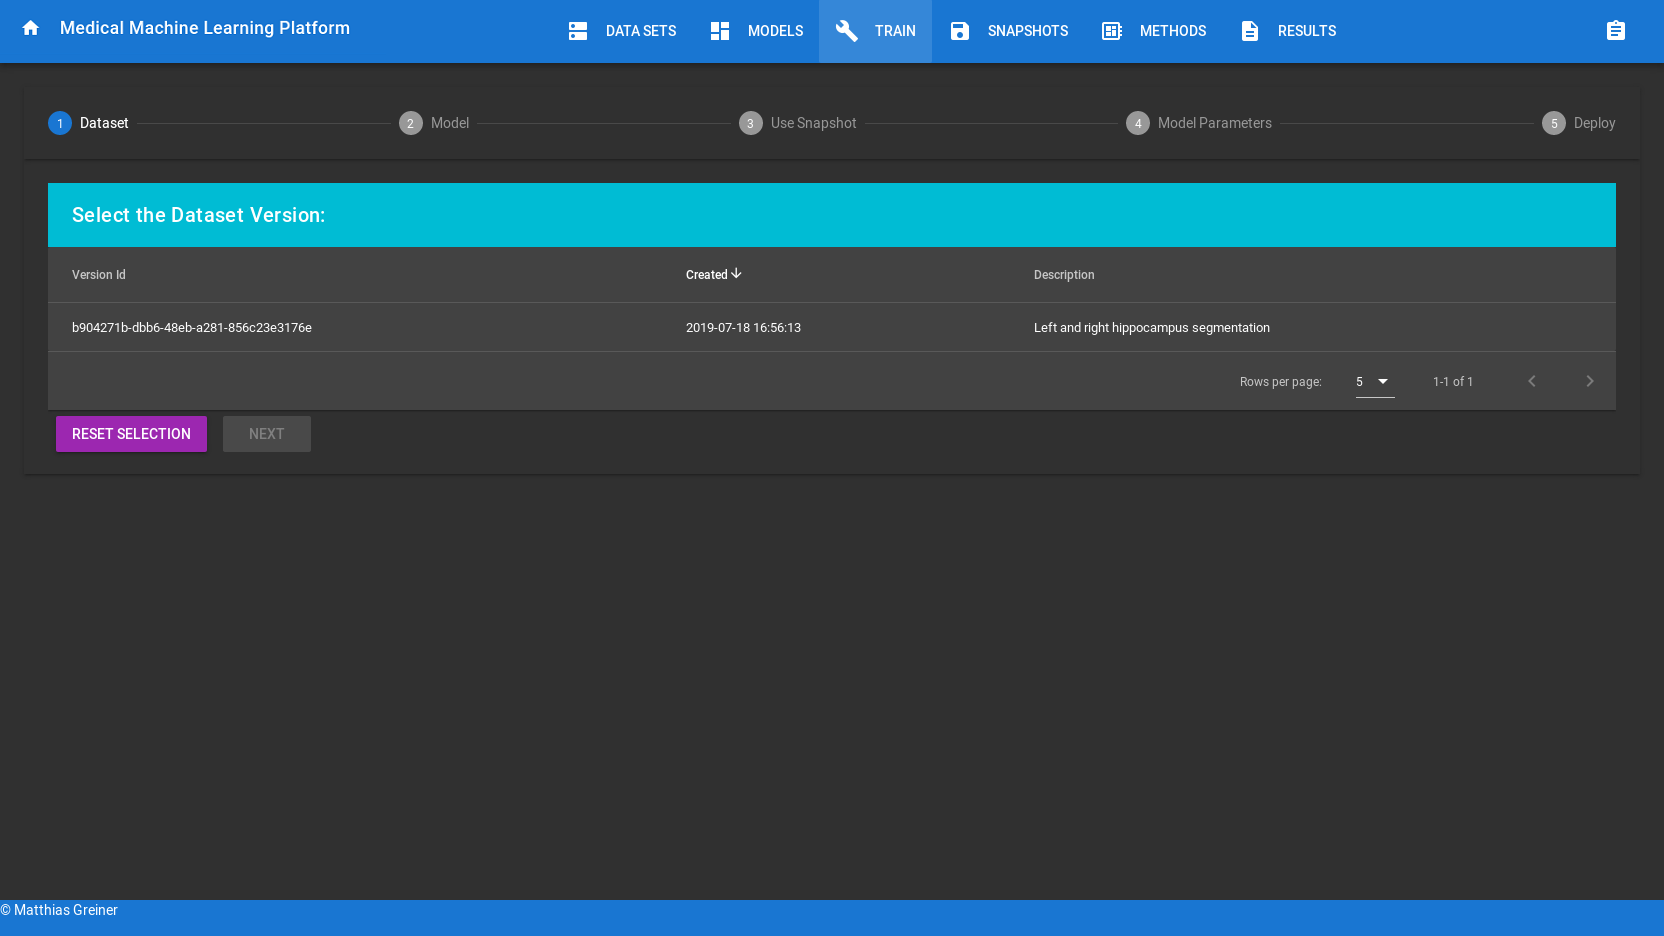 Medical Machine Learning Platform
DATA SETS
MODELS
TRAIN
SNAPSHOTS
METHODS
RESULTS
1 Dataset
2 Model
3 Use Snapshot
4 Model Parameters
5 Deploy
Select the Dataset Version:
Version Id Created Description
b904271b-dbb6-48eb-a281-856c23e3176e 2019-07-18 16:56:13 Left and right hippocampus segmentation
Rows per page: 5 1-1 of 1
RESET SELECTION
NEXT
© Matthias Greiner